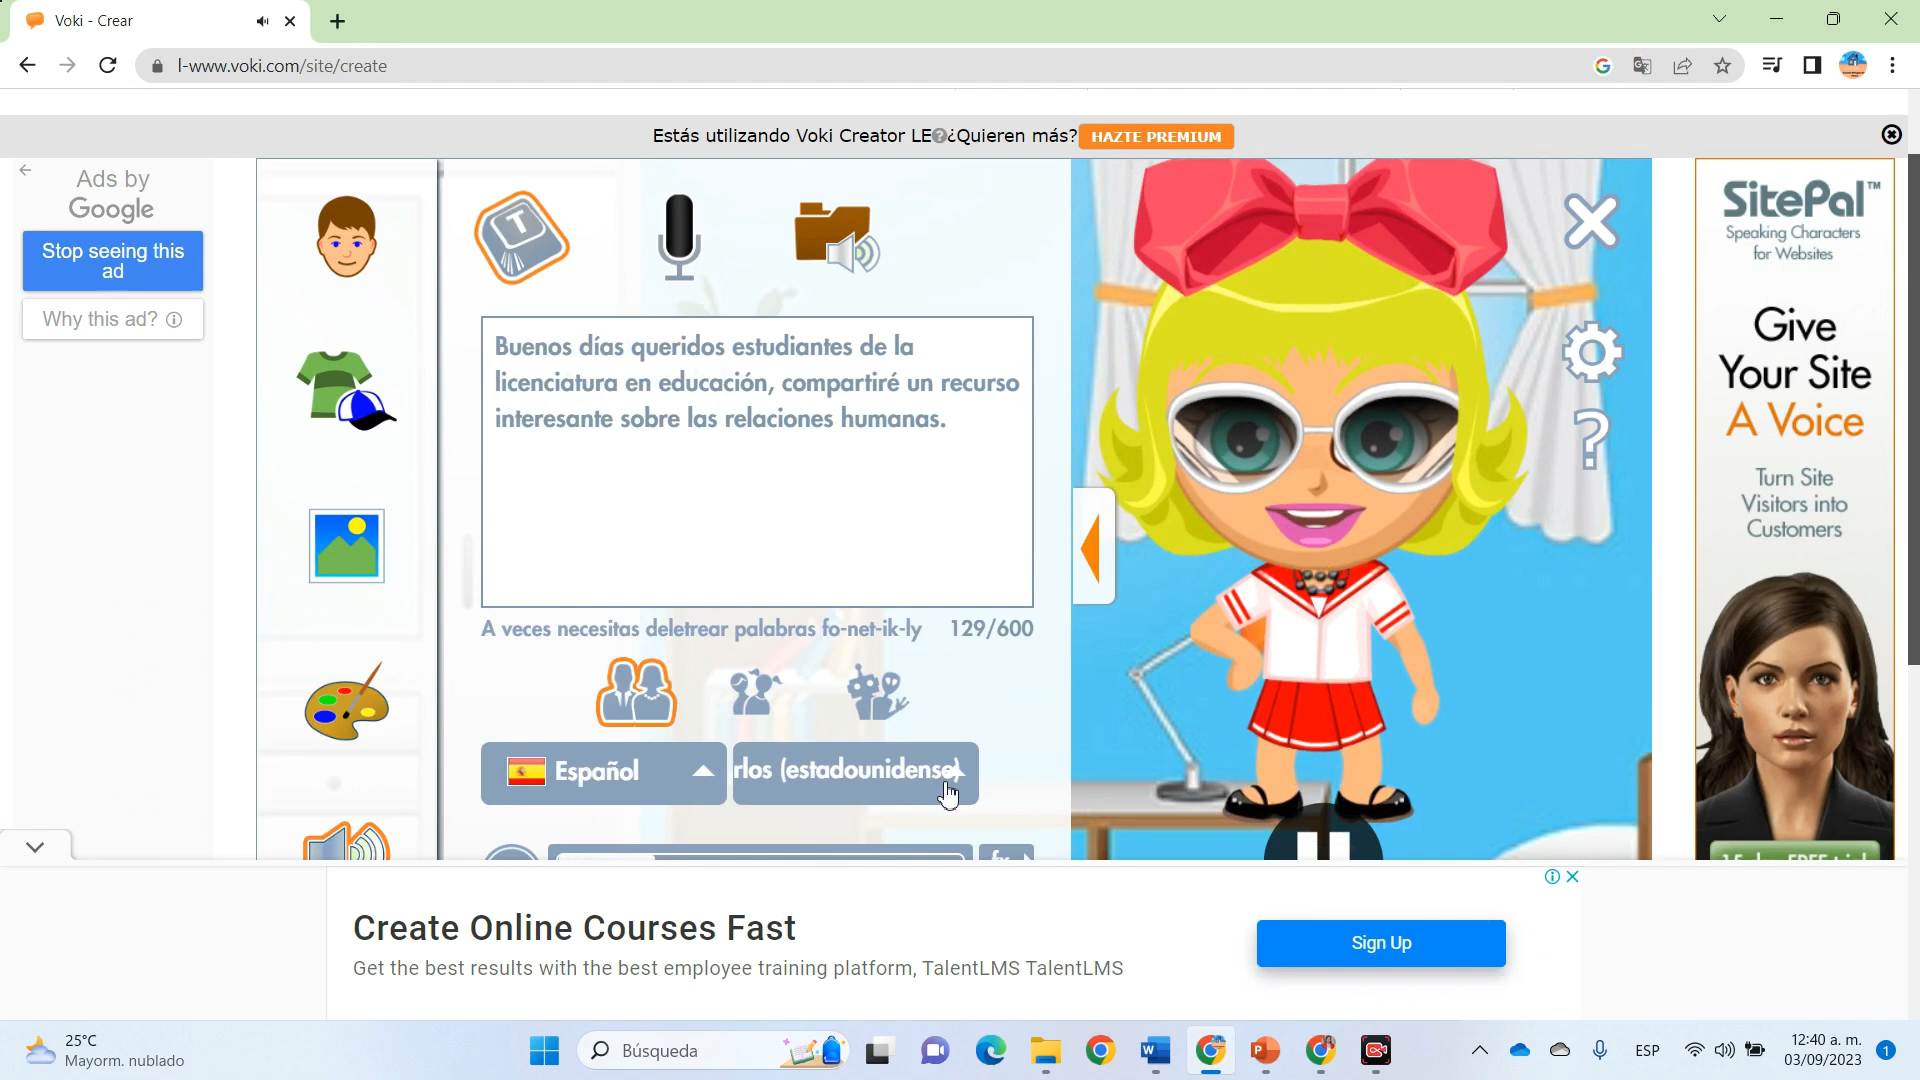 Voki - Crear
l-www.voki.com/site/create
Estás utilizando Voki Creator LE ¿Quieren más? HAZTE PREMIUM
Ads by
Google
Stop seeing this
ad
Why this ad?
T
Buenos días queridos estudiantes de la
licenciatura en educación, compartiré un recurso
interesante sobre las relaciones humanas.
A veces necesitas deletrear palabras fo-net-ik-ly 129/600
Español
rlos (estadounidense)
?
SitePal™
Speaking Characters
for Websites
Give
Your Site
A Voice
Turn Site
Visitors into
Customers
Create Online Courses Fast
Get the best results with the best employee training platform, TalentLMS TalentLMS
Sign Up
25°C
Mayorm. nublado
Búsqueda
ESP
12:40 a. m.
03/09/2023
1